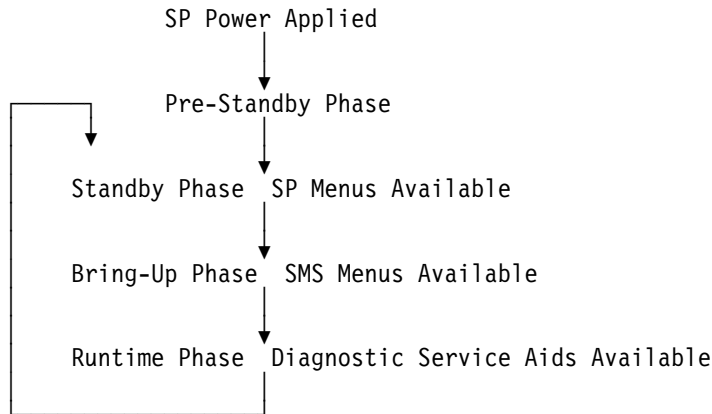 SP Power Applied
Pre-Standby Phase
Standby Phase SP Menus Available
Bring-Up Phase SMS Menus Available
Runtime Phase Diagnostic Service Aids Available